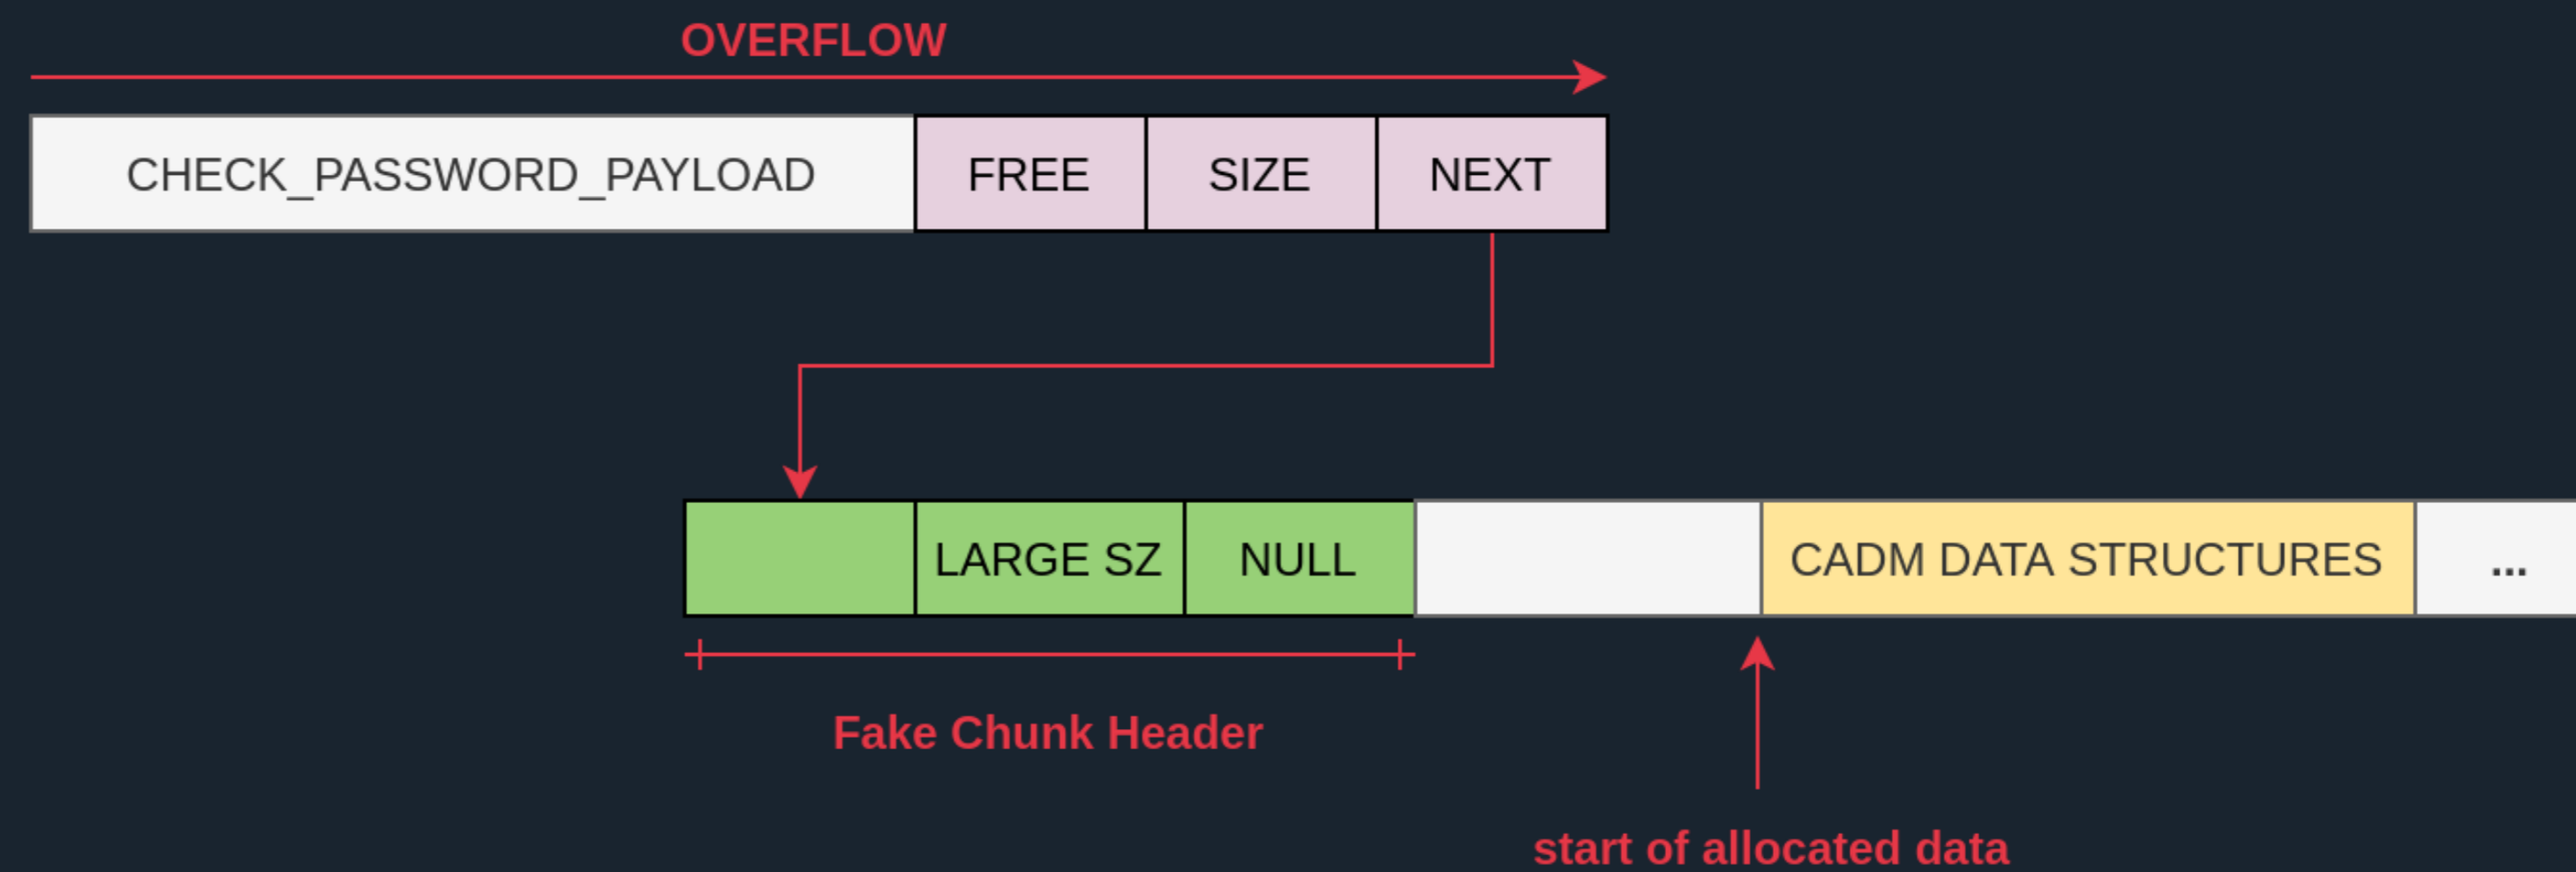 OVERFLOW
CHECK_PASSWORD_PAYLOAD FREE SIZE NEXT
LARGE SZ NULL CADM DATA STRUCTURES ...
Fake Chunk Header
start of allocated data